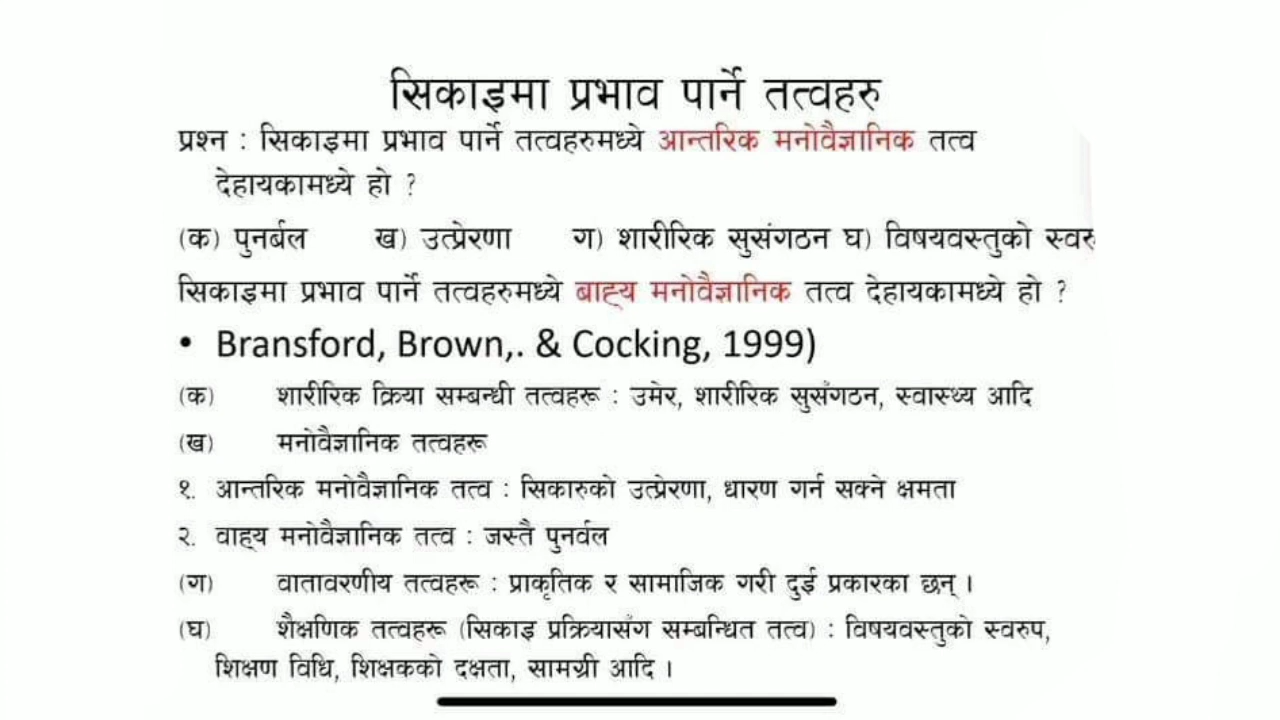 सिकाइमा प्रभाव पार्ने तत्वहरु
प्रश्न : सिकाइमा प्रभाव पार्ने तत्वहरुमध्ये आन्तरिक मनोवैज्ञानिक तत्व
देहायकामध्ये हो ?
(क) पुनर्बल ख) उत्प्रेरणा ग) शारीरिक सुसंगठन घ) विषयवस्तुको
सिकाइमा प्रभाव पार्ने तत्वहरुमध्ये बाह्य मनोवैज्ञानिक तत्व देहायकामध्ये हो ?
• Bransford, Brown,. & Cocking, 1999)
(क) शारीरिक क्रिया सम्बन्धी तत्वहरू : उमेर, शारीरिक सुसँगठन, स्वास्थ्य आदि
(ख) मनोवैज्ञानिक तत्वहरू
१. आन्तरिक मनोवैज्ञानिक तत्व : सिकारुको उत्प्रेरणा, धारण गर्न सक्ने क्षमता
२. वाह्य मनोवैज्ञानिक तत्व : जस्तै पुनर्वल
(ग) वातावरणीय तत्वहरू : प्राकृतिक र सामाजिक गरी दुई प्रकारका छन् ।
(घ) शैक्षणिक तत्वहरू (सिकाइ प्रक्रियासँग सम्बन्धित तत्व) : विषयवस्तुको स्वरुप,
शिक्षण विधि, शिक्षकको दक्षता, सामग्री आदि ।